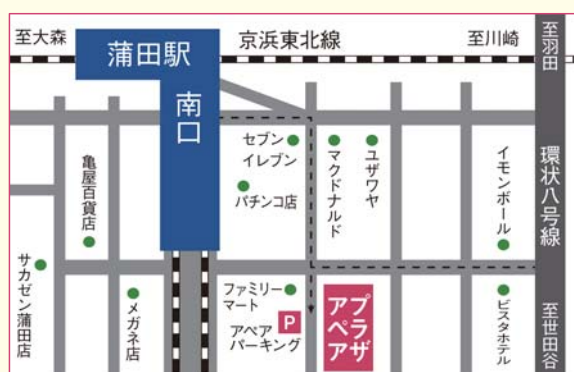 至大森
蒲田駅
南口
京浜東北線
至川崎
至羽田
環状八号線
至世田谷
セブン
イレブン
パチンコ店
マクドナルド
ユザワヤ
イモンボール
亀屋百貨店
サカゼン蒲田店
メガネ店
ファミリー
マート
P
アペア
パーキング
アペア
プラザ
ビスタホテル